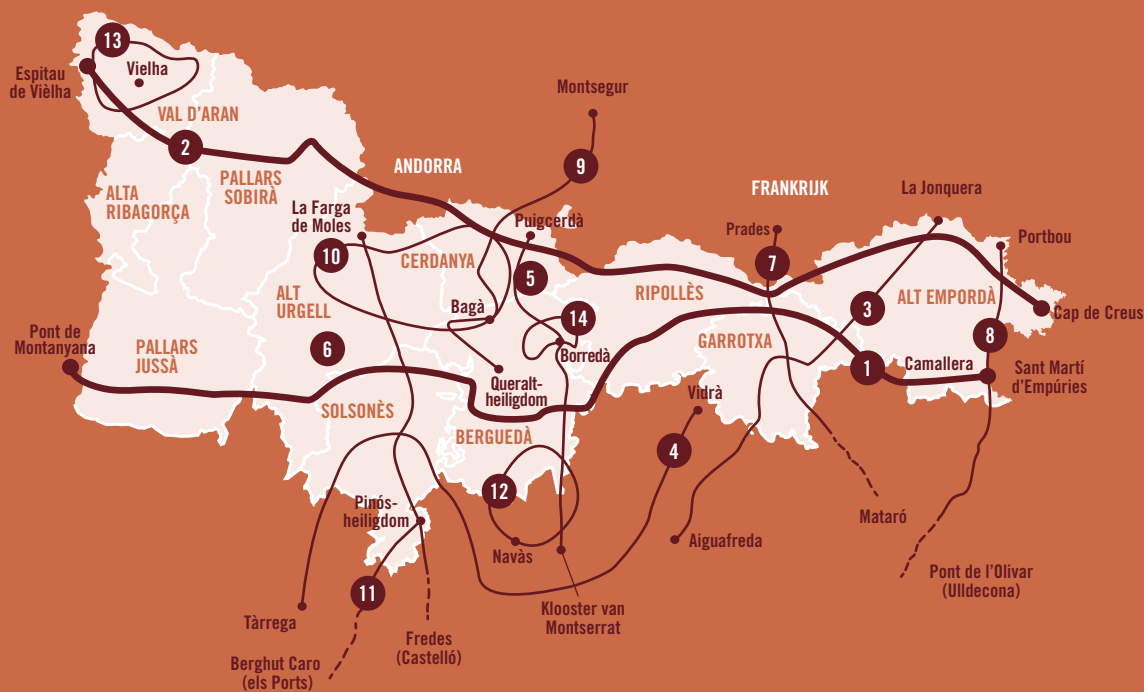 13
Vielha
Espitau
de Vièlha
VAL D'ARAN
2
Montsegur
9
ANDORRA
PALLARS
SOBIRÀ
ALTA
RIBAGORÇA
FRANKRIJK
La Jonquera
La Farga
de Moles
Puigcerdà
Prades
Portbou
10
CERDANYA
7
5
RIPOLLÈS
ALT
URGELL
ALT EMPORDÀ
3
Cap de Creus
Bagà
14
8
Pont de
Montanyana
PALLARS
JUSSÀ
6
Borredà
GARROTXA
1
Camallera
Sant Martí
d'Empúries
Queralt-
heiligdom
Vidrà
SOLSONÈS
BERGUEDÀ
4
12
Pinós-
heiligdom
Mataró
Navàs
Aiguafreda
11
Pont de l'Olivar
(Ulldecona)
Tàrrega
Klooster van
Montserrat
Fredes
(Castelló)
Berghut Caro
(els Ports)